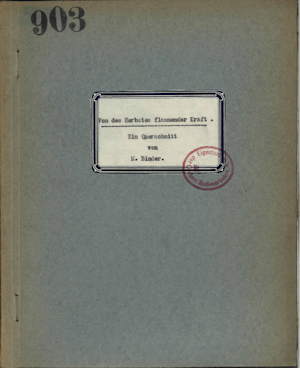 903
Von des Herbstes flammender Kraft .
Ein Querschnitt
von
M. Binder.